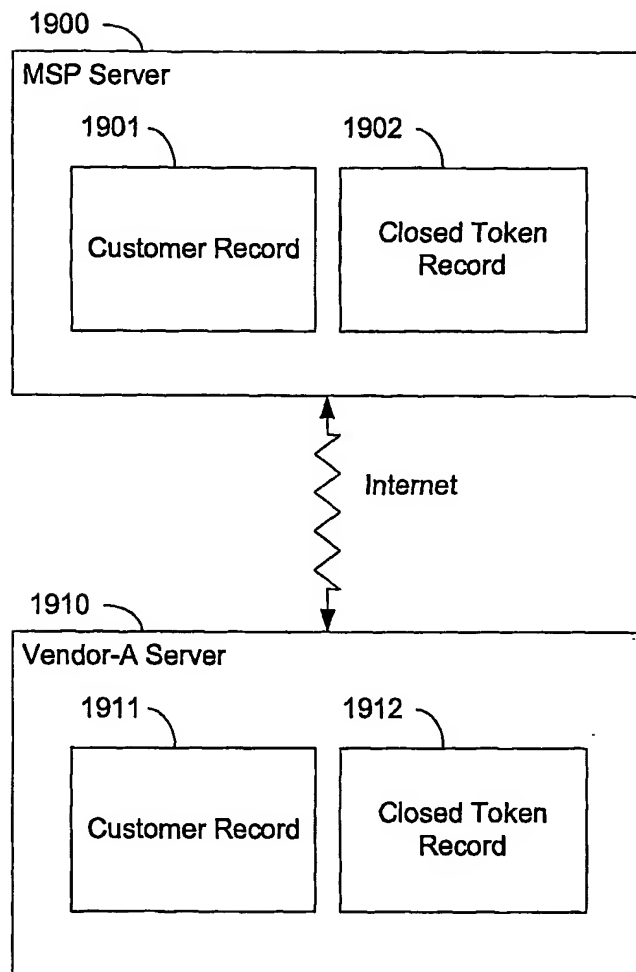 1900
MSP Server
1901
1902
Customer Record
Closed Token
Record
Internet
1910
Vendor-A Server
1911
1912
Customer Record
Closed Token
Record